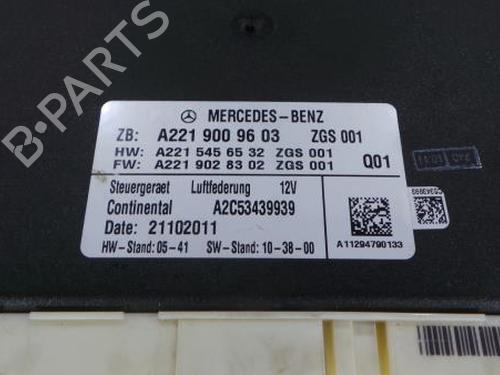 MERCEDES-BENZ
ZB: A221 900 96 03 ZGS 001
HW: A221 545 65 32 ZGS 001
FW: A221 902 83 02 ZGS 001 Q01
Steuergeraet Luftfederung 12V
Continental A2C53439939
Date: 21102011
HW-Stand: 05-41 SW-Stand: 10-38-00
A11294790133
B-PARTS